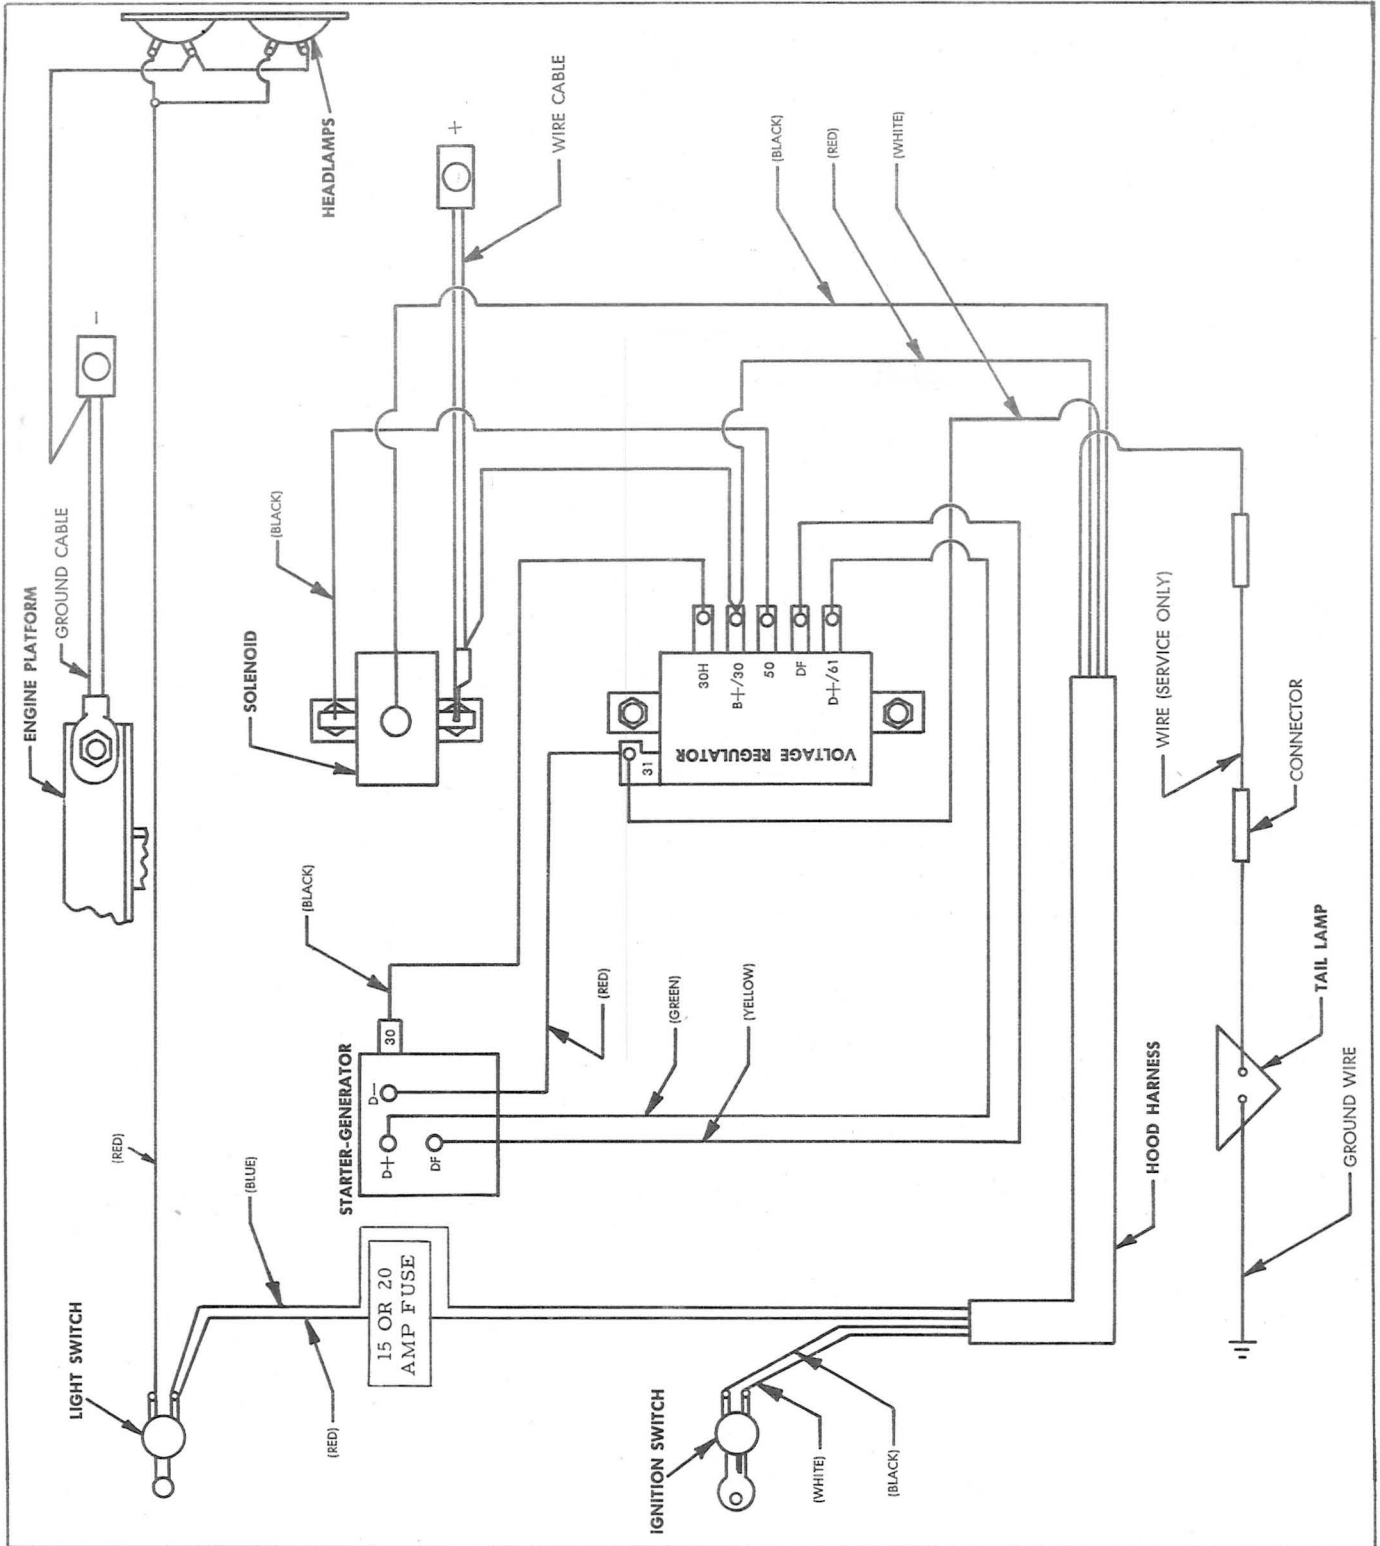 HEADLAMPS
+
WIRE CABLE
(BLACK)
(RED)
(WHITE)
-
ENGINE PLATFORM
GROUND CABLE
(BLACK)
SOLENOID
30H
B+/30
50
DF
D+/61
31
VOLTAGE REGULATOR
WIRE (SERVICE ONLY)
CONNECTOR
(BLACK)
30
STARTER-GENERATOR
D-
D+
DF
(RED)
(GREEN)
(YELLOW)
TAIL LAMP
HOOD HARNESS
GROUND WIRE
(RED)
(BLUE)
LIGHT SWITCH
(RED)
15 OR 20
AMP FUSE
IGNITION SWITCH
(WHITE)
(BLACK)